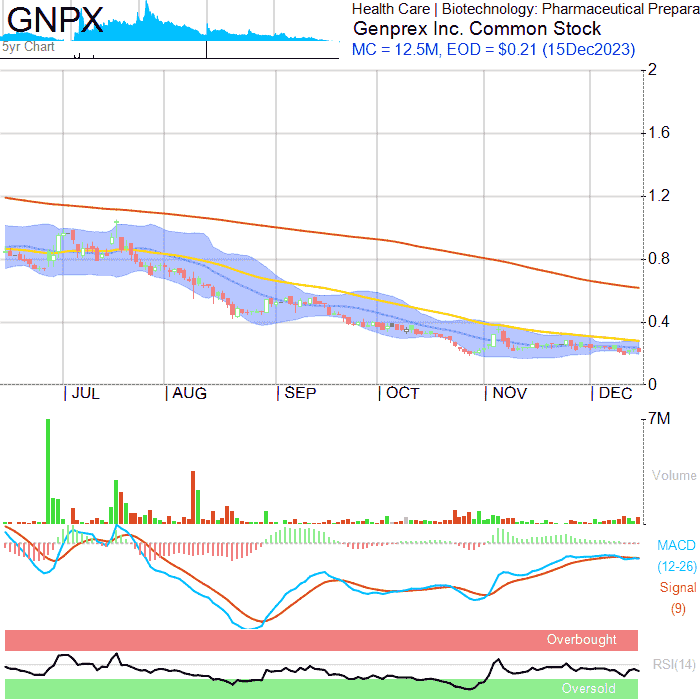 GNPX
5yr Chart
Health Care | Biotechnology: Pharmaceutical Prepara
Genprex Inc. Common Stock
MC = 12.5M, EOD = $0.21 (15Dec2023)
2
1.6
1.2
0.8
0.4
0
| JUL | AUG | SEP | OCT | NOV | DEC
7M
Volume
MACD
(12-26)
Signal
(9)
Overbought
RSI(14)
Oversold